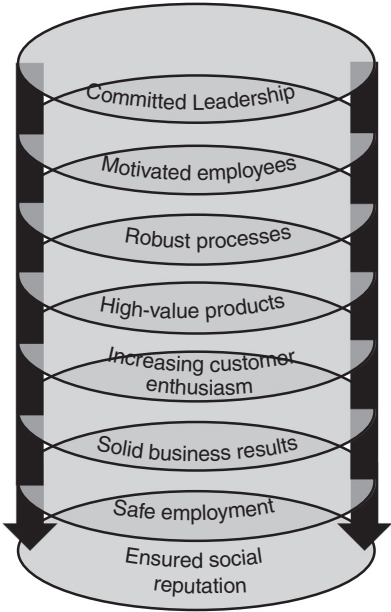 Committed Leadership
Motivated employees
Robust processes
High-value products
Increasing customer
enthusiasm
Solid business results
Safe employment
Ensured social
reputation